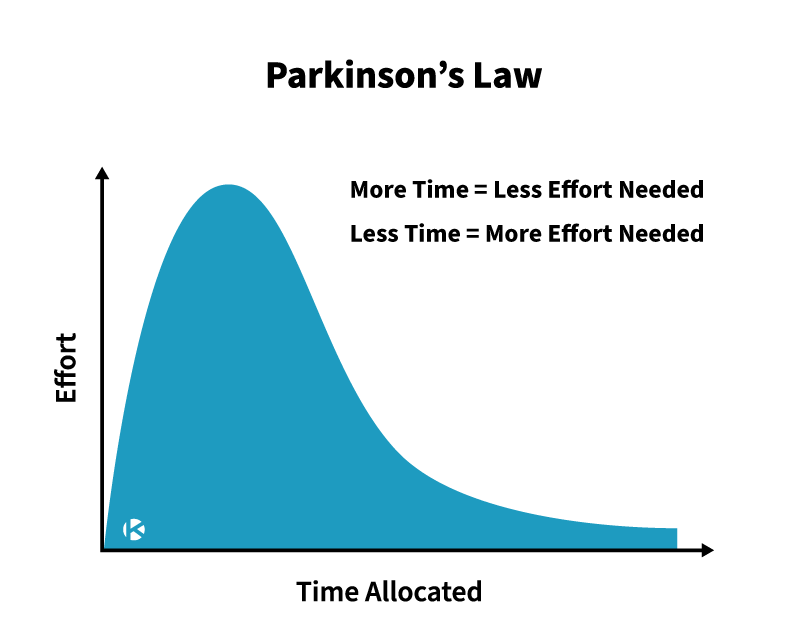 Parkinson’s Law
More Time = Less Effort Needed
Less Time = More Effort Needed
Effort
Time Allocated
K